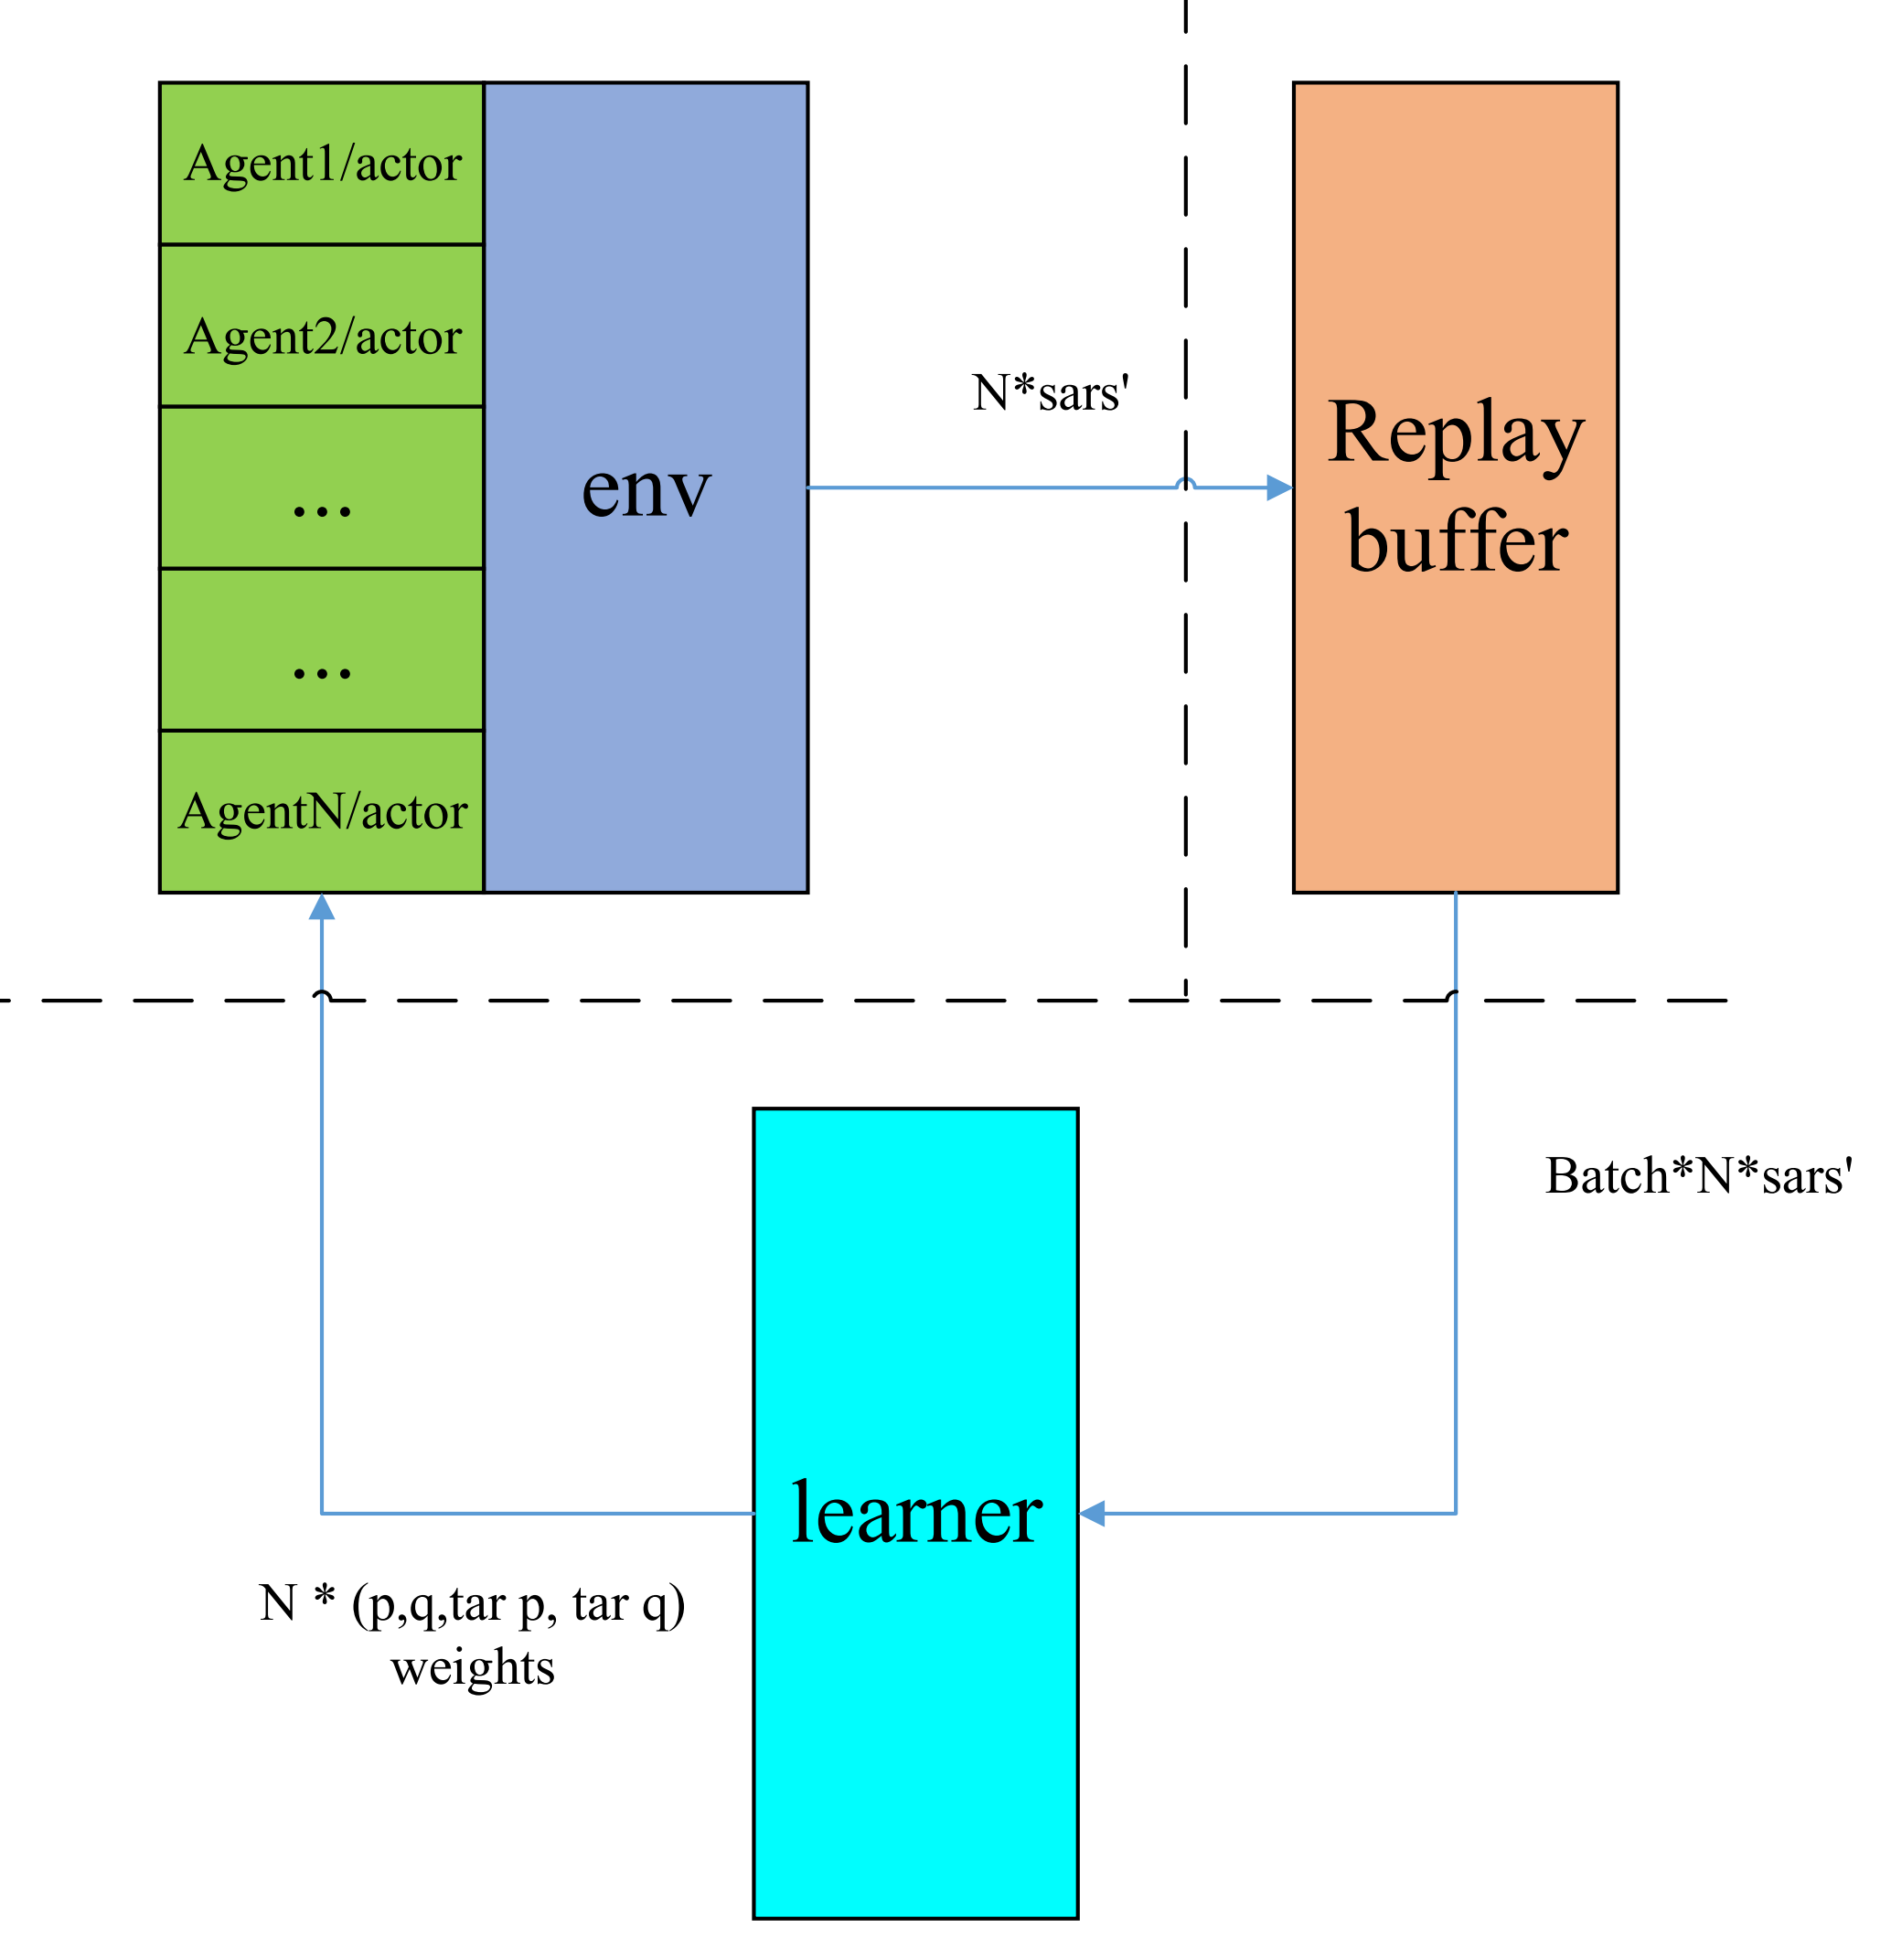 Agent1/actor
Agent2/actor
...
...
AgentN/actor
env
N*sars'
Replay
buffer
Batch*N*sars'
learner
N * (p,q,tar p, tar q)
weights